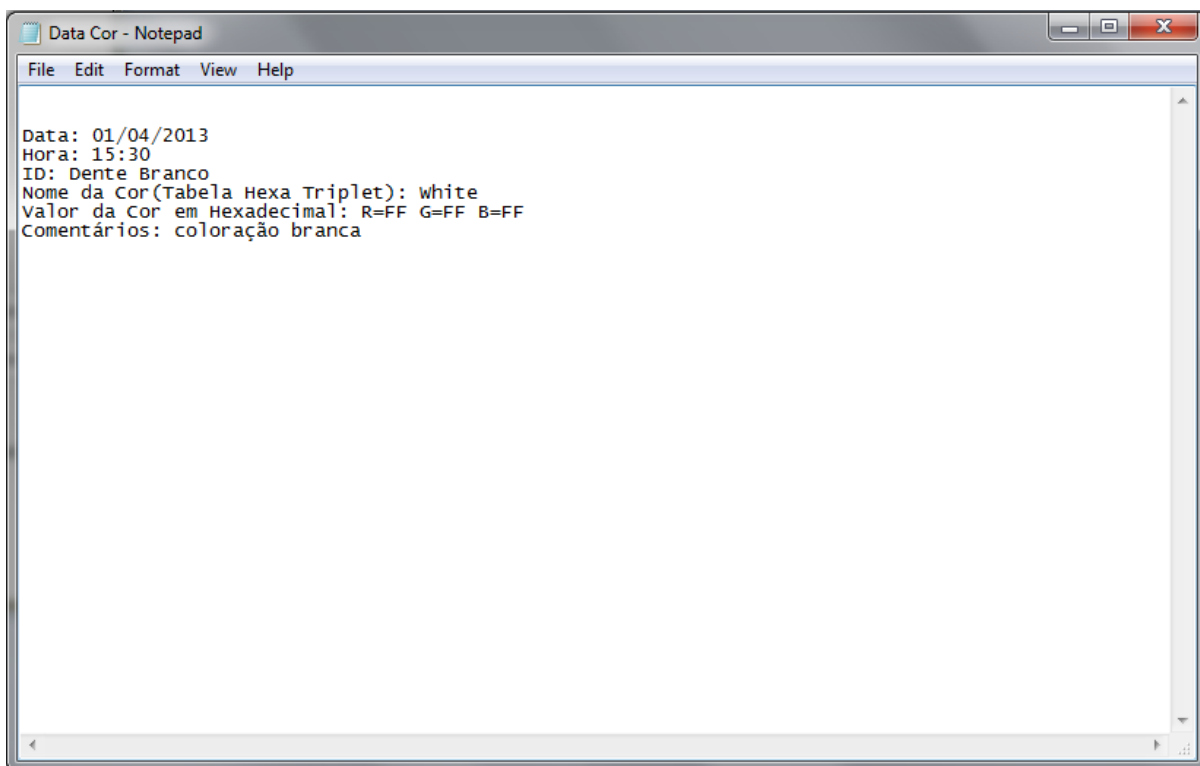 Data Cor - Notepad
File Edit Format View Help
Data: 01/04/2013
Hora: 15:30
ID: Dente Branco
Nome da Cor(Tabela Hexa Triplet): White
Valor da Cor em Hexadecimal: R=FF G=FF B=FF
Comentários: coloração branca